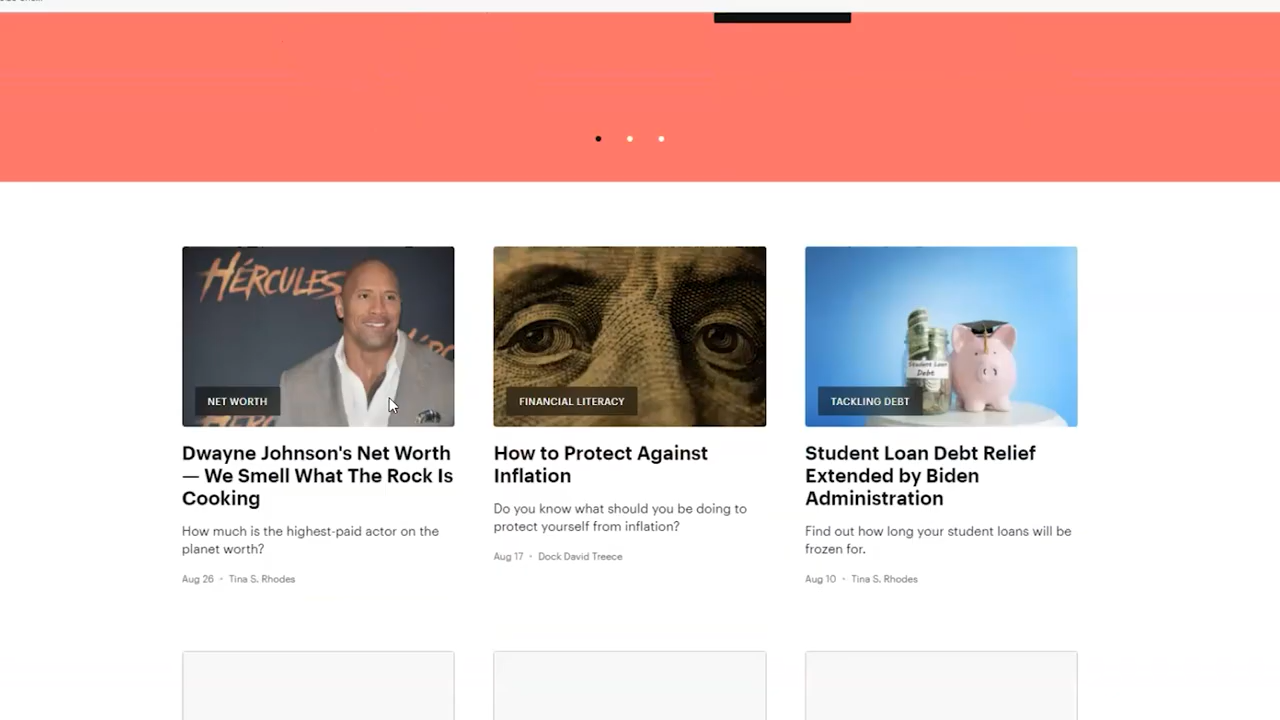 HÉRCULES
NET WORTH
FINANCIAL LITERACY
Student Loan
Debt
TACKLING DEBT
Dwayne Johnson's Net Worth
— We Smell What The Rock Is
Cooking
How much is the highest-paid actor on the
planet worth?
Aug 26 • Tina S. Rhodes
How to Protect Against
Inflation
Do you know what should you be doing to
protect yourself from inflation?
Aug 17 • Dock David Treece
Student Loan Debt Relief
Extended by Biden
Administration
Find out how long your student loans will be
frozen for.
Aug 10 • Tina S. Rhodes